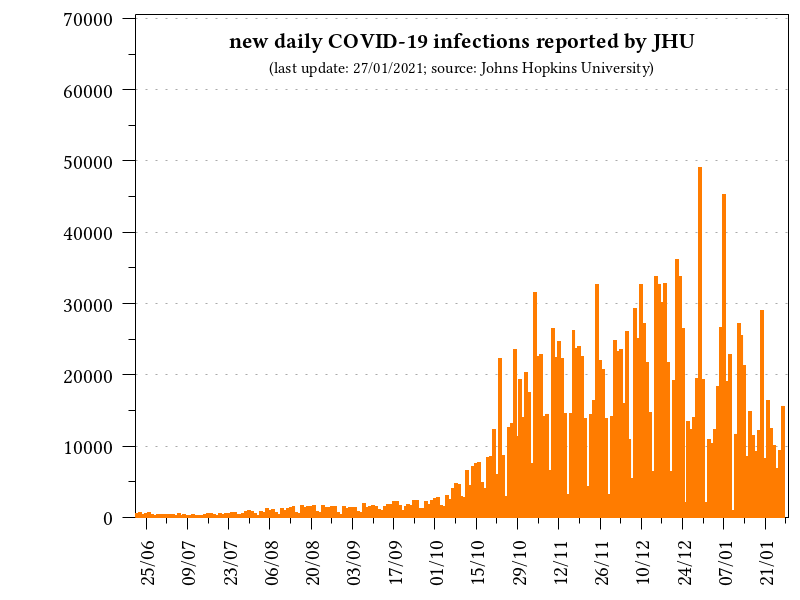 new daily COVID-19 infections reported by JHU
(last update: 27/01/2021; source: Johns Hopkins University)
70000
60000
50000
40000
30000
20000
10000
0
25/06 09/07 23/07 06/08 20/08 03/09 17/09 01/10 15/10 29/10 12/11 26/11 10/12 24/12 07/01 21/01